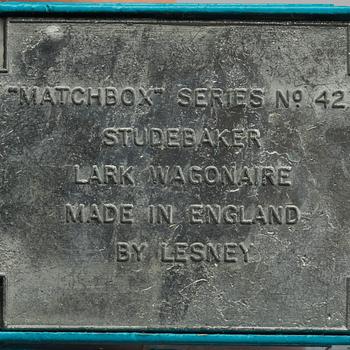 "MATCHBOX" SERIES Nº 42
STUDEBAKER
LARK WAGONAIRE
MADE IN ENGLAND
BY LESNEY